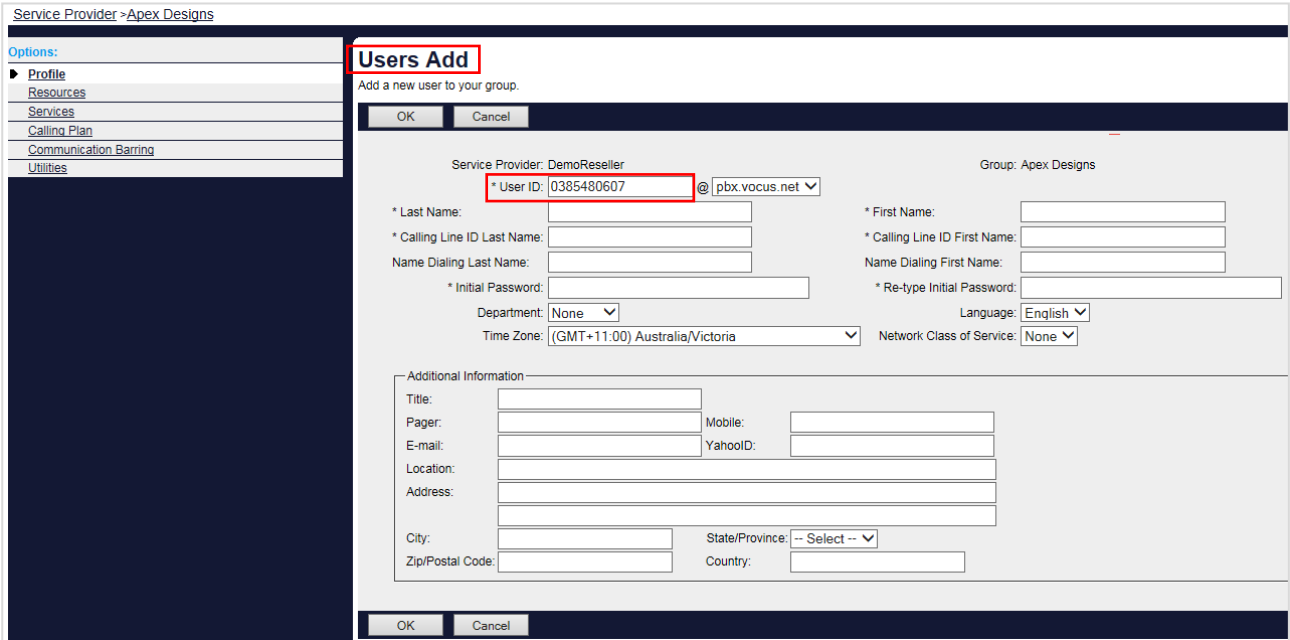 Service Provider >Apex Designs
Options:
Profile
Resources
Services
Calling Plan
Communication Barring
Utilities
Users Add
Add a new user to your group.
OK Cancel
Service Provider: DemoReseller Group: Apex Designs
* User ID: 0385480607 @ pbx.vocus.net
* Last Name: * First Name:
* Calling Line ID Last Name: * Calling Line ID First Name:
Name Dialing Last Name: Name Dialing First Name:
* Initial Password: * Re-type Initial Password:
Department: None Language: English
Time Zone: (GMT+11:00) Australia/Victoria Network Class of Service: None
Additional Information
Title:
Pager: Mobile:
E-mail: YahooID:
Location:
Address:
City: State/Province: -- Select --
Zip/Postal Code: Country:
OK Cancel